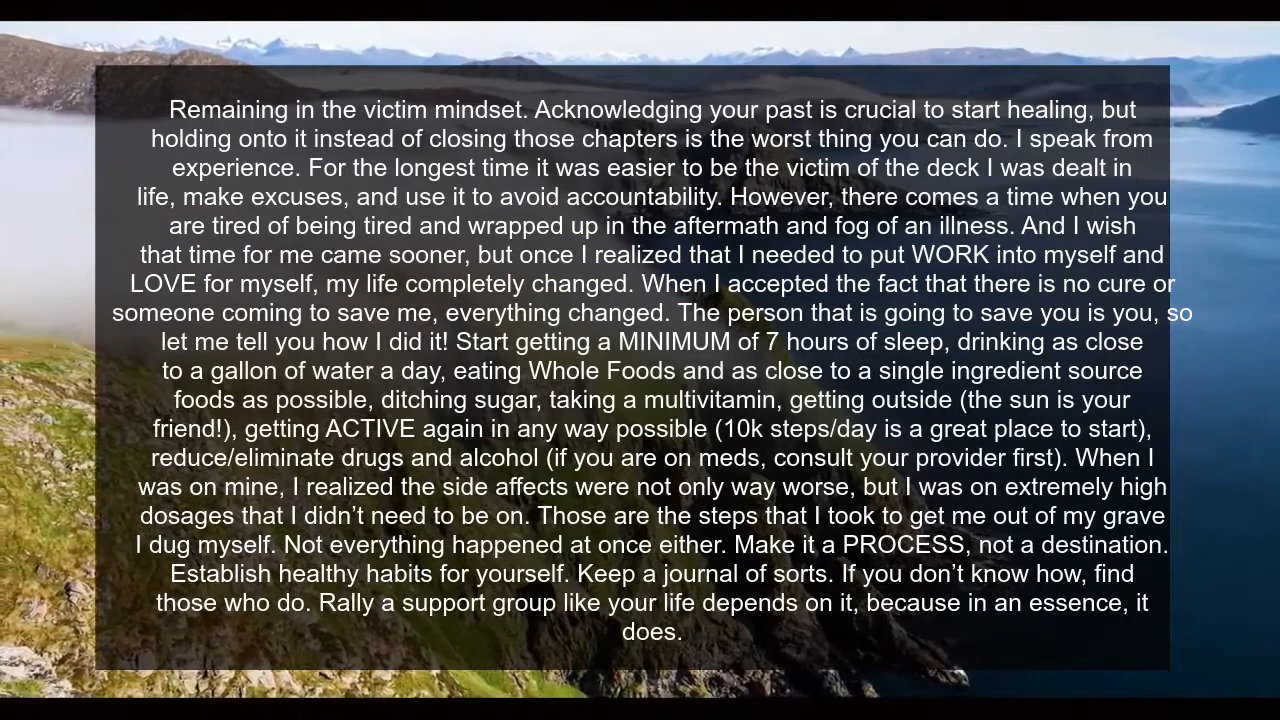 Remaining in the victim mindset. Acknowledging your past is crucial to start healing, but
holding onto it instead of closing those chapters is the worst thing you can do. I speak from
experience. For the longest time it was easier to be the victim of the deck I was dealt in
life, make excuses, and use it to avoid accountability. However, there comes a time when you
are tired of being tired and wrapped up in the aftermath and fog of an illness. And I wish
that time for me came sooner, but once I realized that I needed to put WORK into myself and
LOVE for myself, my life completely changed. When I accepted the fact that there is no cure or
someone coming to save me, everything changed. The person that is going to save you is you, so
let me tell you how I did it! Start getting a MINIMUM of 7 hours of sleep, drinking as close
to a gallon of water a day, eating Whole Foods and as close to a single ingredient source
foods as possible, ditching sugar, taking a multivitamin, getting outside (the sun is your
friend!), getting ACTIVE again in any way possible (10k steps/day is a great place to start),
reduce/eliminate drugs and alcohol (if you are on meds, consult your provider first). When I
was on mine, I realized the side affects were not only way worse, but I was on extremely high
dosages that I didn’t need to be on. Those are the steps that I took to get me out of my grave
I dug myself. Not everything happened at once either. Make it a PROCESS, not a destination.
Establish healthy habits for yourself. Keep a journal of sorts. If you don’t know how, find
those who do. Rally a support group like your life depends on it, because in an essence, it
does.